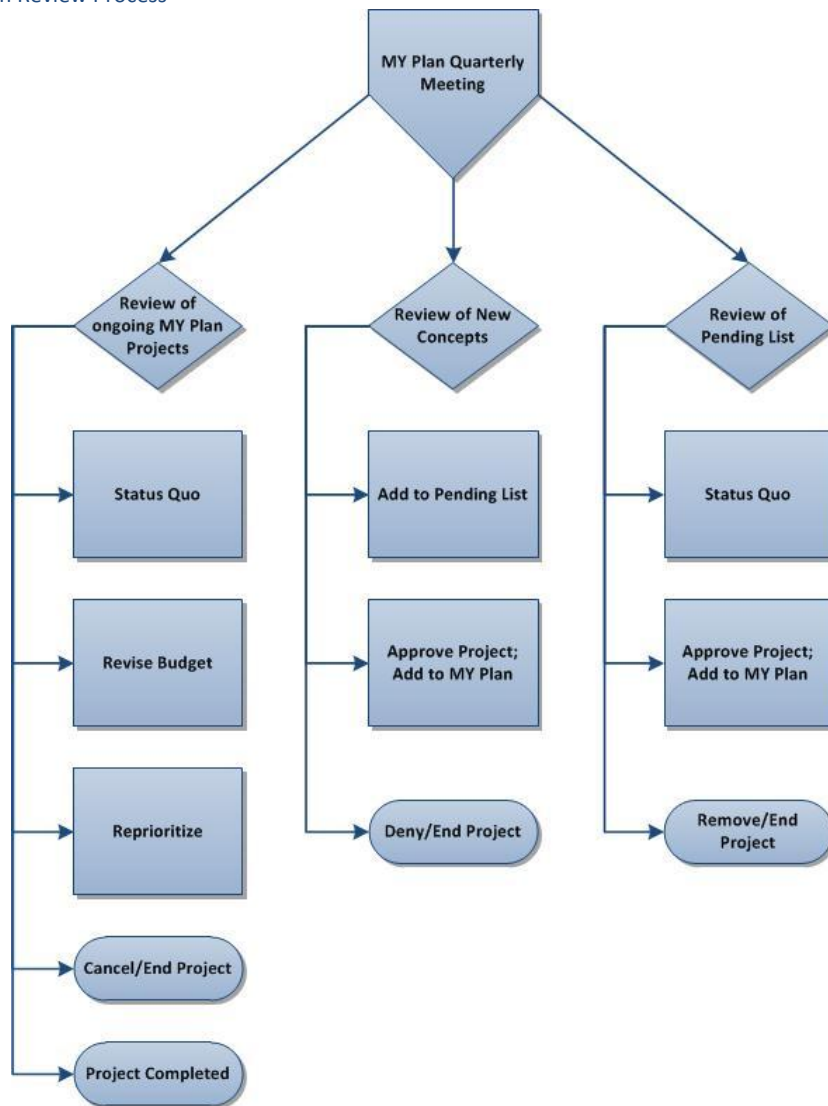 Review Process
MY Plan Quarterly
Meeting
Review of
ongoing MY Plan
Projects
Review of New
Concepts
Review of
Pending List
Status Quo
Add to Pending List
Status Quo
Revise Budget
Approve Project;
Add to MY Plan
Approve Project;
Add to MY Plan
Reprioritize
Deny/End Project
Remove/End
Project
Cancel/End Project
Project Completed